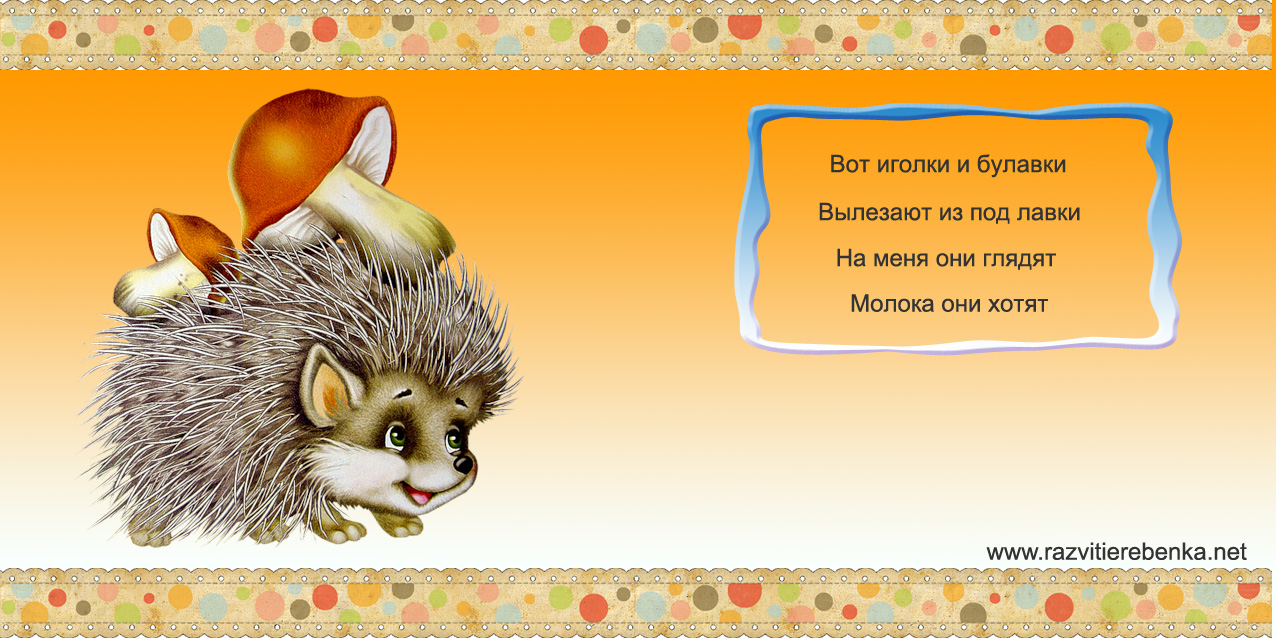 Вот иголки и булавки
Вылезают из под лавки
На меня они глядят
Молока они хотят
www.razvitierebenka.net